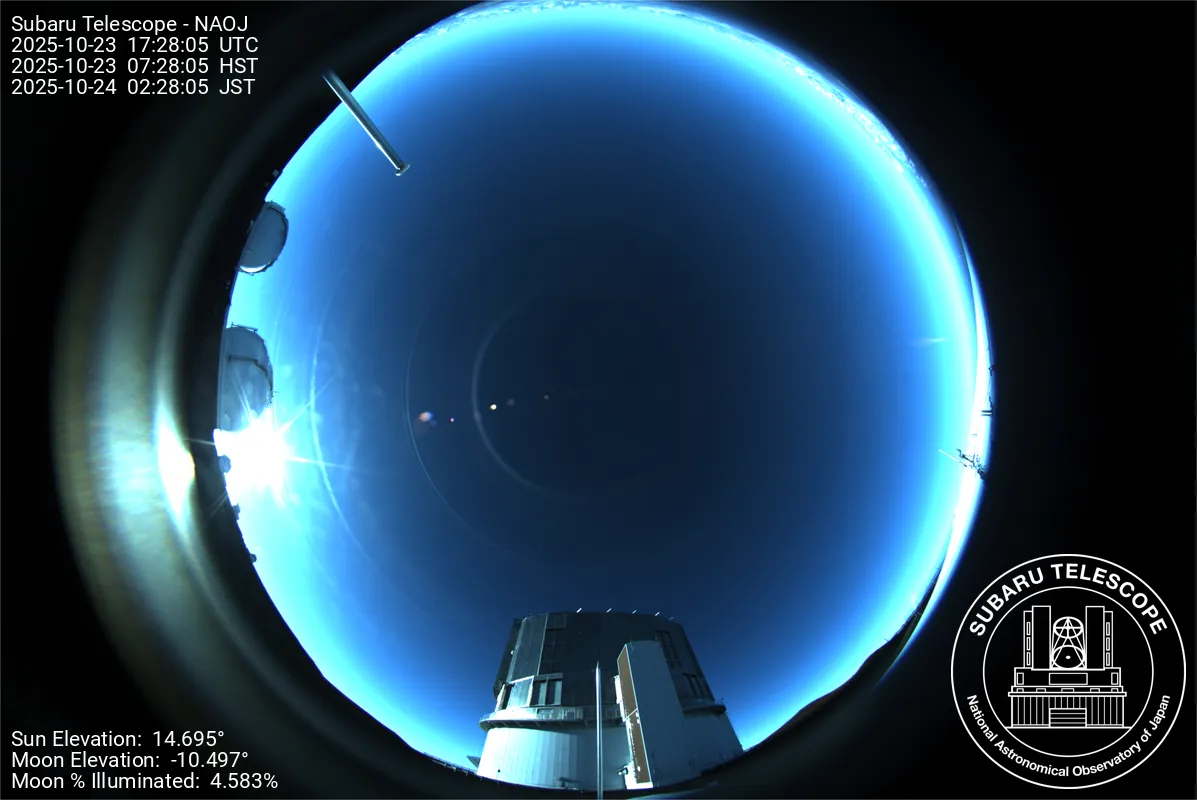 Subaru Telescope - NAOJ
2025-10-23 17:28:05 UTC
2025-10-23 07:28:05 HST
2025-10-24 02:28:05 JST
SUBARU TELESCOPE
National Astronomical Observatory of Japan
Sun Elevation: 14.695°
Moon Elevation: -10.497°
Moon % Illuminated: 4.583%